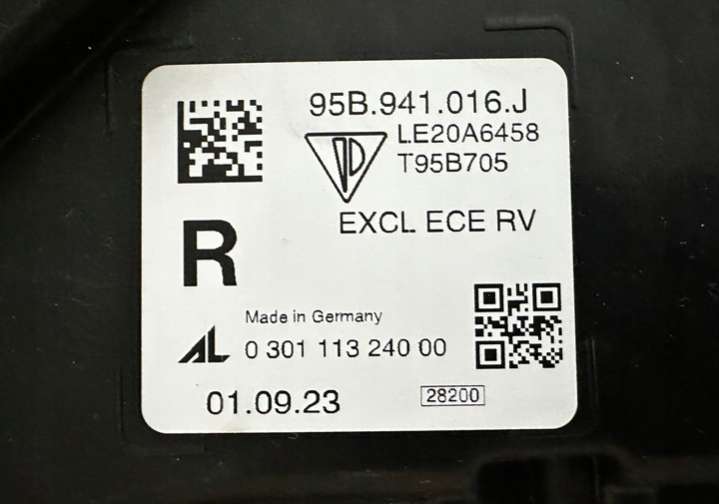 95B.941.016.J
LE20A6458
T95B705
EXCL ECE RV
R
Made in Germany
AL 0 301 113 240 00
01.09.23
28200